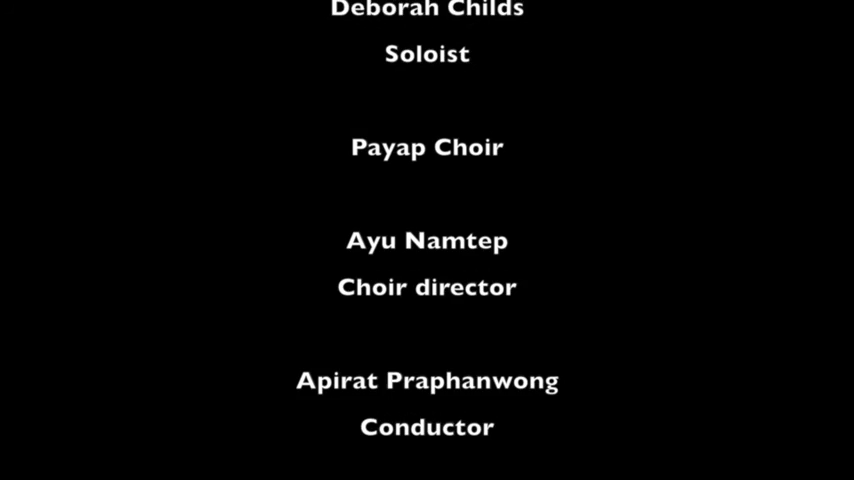 Deborah Childs
Soloist
Payap Choir
Ayu Namtep
Choir director
Apirat Praphanwong
Conductor